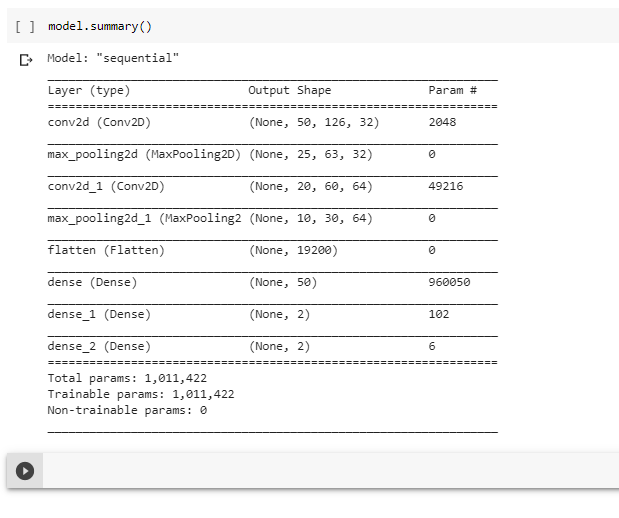 [ ] model.summary()
Model: "sequential"
_________________________________________________________________
Layer (type)                 Output Shape              Param #
=================================================================
conv2d (Conv2D)              (None, 50, 126, 32)       2048
_________________________________________________________________
max_pooling2d (MaxPooling2D) (None, 25, 63, 32)        0
_________________________________________________________________
conv2d_1 (Conv2D)            (None, 20, 60, 64)        49216
_________________________________________________________________
max_pooling2d_1 (MaxPooling2 (None, 10, 30, 64)        0
_________________________________________________________________
flatten (Flatten)            (None, 19200)             0
_________________________________________________________________
dense (Dense)                (None, 50)                960050
_________________________________________________________________
dense_1 (Dense)              (None, 2)                 102
_________________________________________________________________
dense_2 (Dense)              (None, 2)                 6
=================================================================
Total params: 1,011,422
Trainable params: 1,011,422
Non-trainable params: 0
_________________________________________________________________